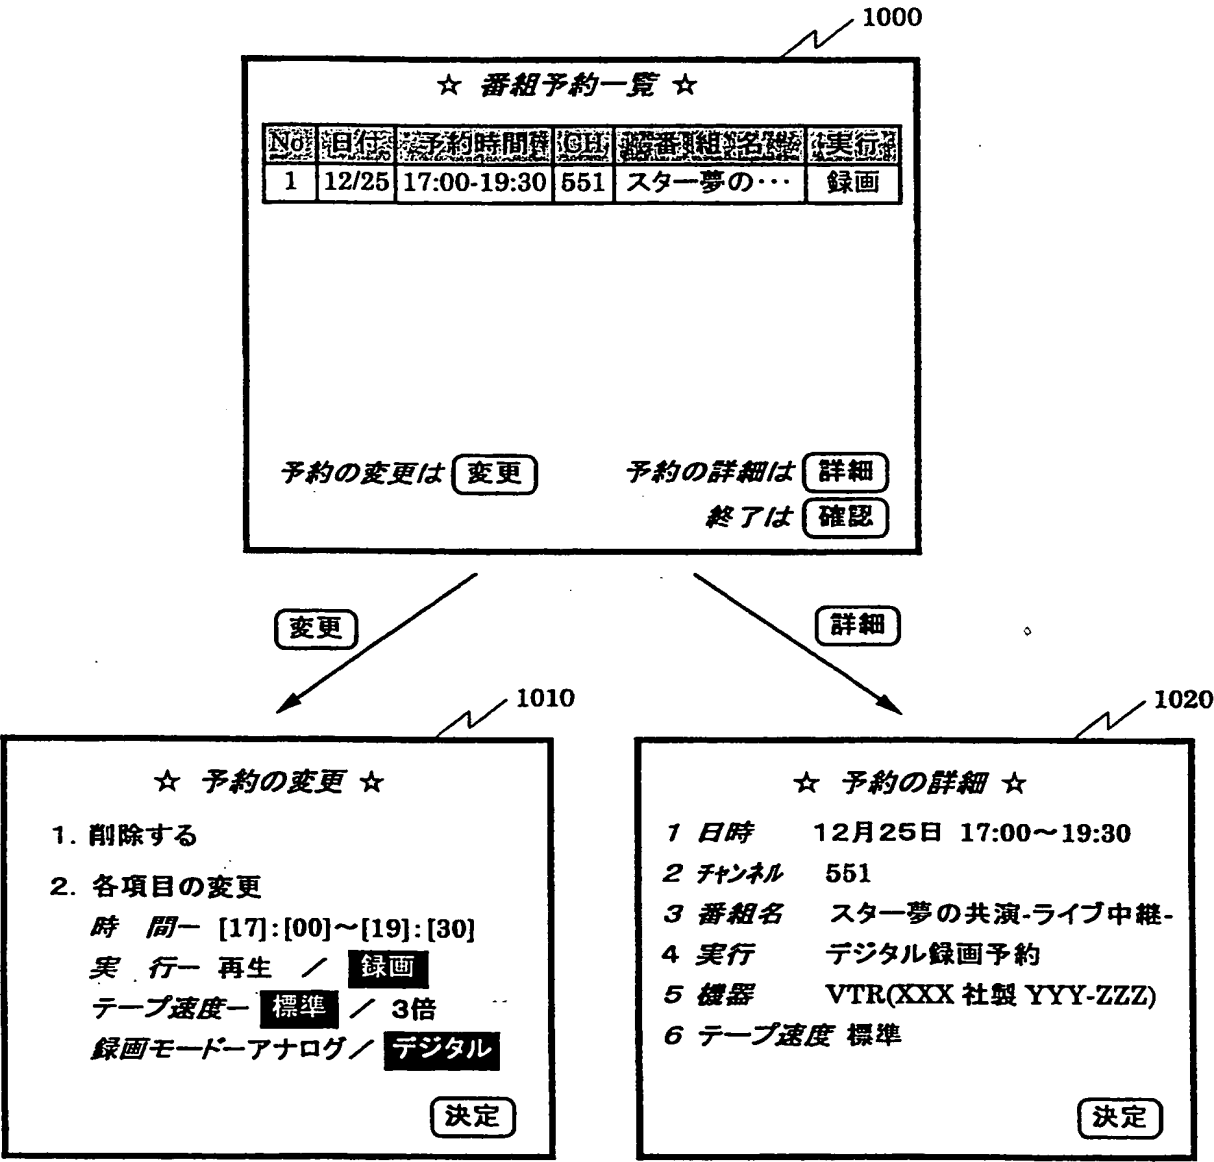 1000
☆ 番組予約一覧 ☆
No 日付 予約時間 CH 番組名 実行
1 12/25 17:00-19:30 551 スター夢の・・・ 録画
予約の変更は 変更 予約の詳細は 詳細
終了は 確認
変更 詳細
1010
☆ 予約の変更 ☆
1. 削除する
2. 各項目の変更
時 間ー [17]:[00]～[19]:[30]
実 行ー 再生 / 録画
テープ速度ー 標準 / 3倍
録画モードーアナログ/ デジタル
決定
1020
☆ 予約の詳細 ☆
1 日時 12月25日 17:00～19:30
2 チャンネル 551
3 番組名 スター夢の共演-ライブ中継-
4 実行 デジタル録画予約
5 機器 VTR(XXX 社製 YYY-ZZZ)
6 テープ速度 標準
決定